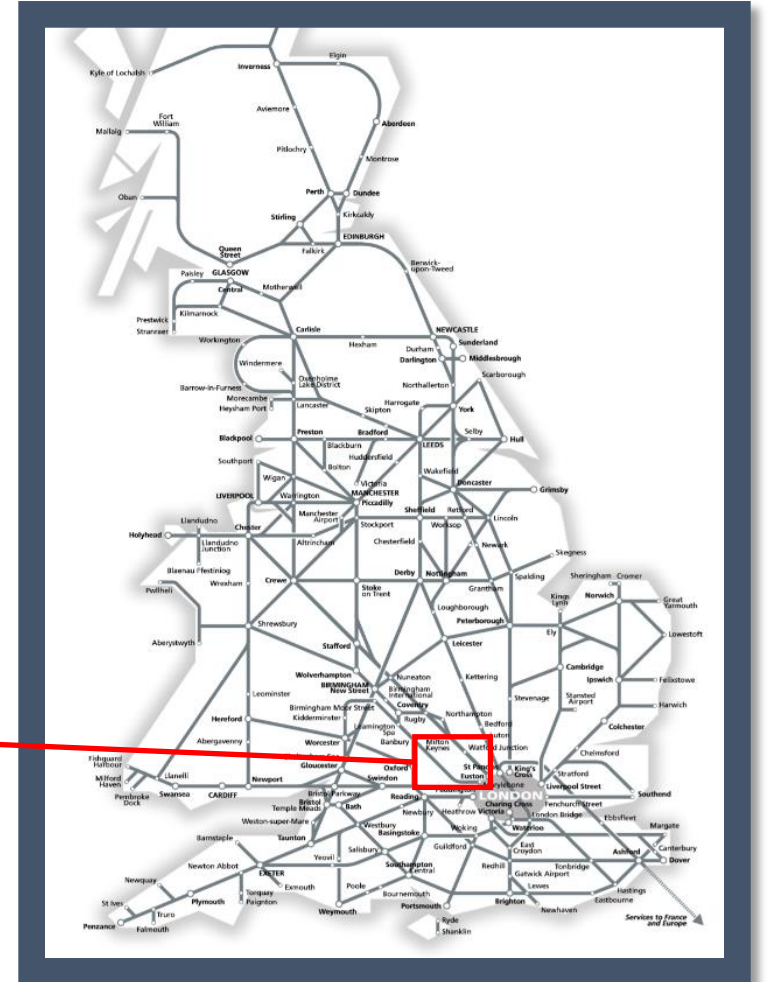 Elgin
Inverness
Kyle of Lochalsh
Aviemore
Fort
William
Mallaig
Aberdeen
Pitlochry
Montrose
Perth
Dundee
Oban
Stirling
Kirkcaldy
EDINBURGH
Queen
Street
Falkirk
Berwick-
upon-Tweed
Paisley
GLASGOW
Central
Motherwell
Prestwick
Kilmarnock
Stranraer
Carlisle
NEWCASTLE
Workington
Hexham
Durham
Sunderland
Darlington
Middlesbrough
Windermere
Scarborough
Oxenholme
Lake District
Barrow-in-Furness
Northallerton
Morecambe
Lancaster
Harrogate
Heysham Port
Skipton
York
Blackpool
Preston
Bradford
Selby
Blackburn
LEEDS
Hull
Southport
Huddersfield
Bolton
Wakefield
Wigan
Victoria
Doncaster
LIVERPOOL
Warrington
MANCHESTER
Piccadilly
Grimsby
Manchester
Airport
Sheffield
Retford
Llandudno
Stockport
Worksop
Lincoln
Holyhead
Chester
Llandudno
Junction
Altrincham
Chesterfield
Newark
Skegness
Blaenau Ffestiniog
Derby
Nottingham
Spalding
Sheringham
Cromer
Pwllheli
Wrexham
Crewe
Stoke
on Trent
Grantham
Kings
Lynn
Norwich
Great
Yarmouth
Loughborough
Shrewsbury
Peterborough
Ely
Lowestoft
Aberystwyth
Stafford
Leicester
Wolverhampton
Nuneaton
Kettering
Cambridge
BIRMINGHAM
New Street
Birmingham
International
Ipswich
Felixstowe
Leominster
Coventry
Stevenage
Stansted
Airport
Birmingham Moor Street
Rugby
Northampton
Harwich
Hereford
Kidderminster
Leamington
Spa
Bedford
Colchester
Abergavenny
Worcester
Banbury
Milton
Keynes
Watford Junction
Chelmsford
Fishguard
Harbour
Gloucester
Oxford
St Pancras
King's
Cross
Milford
Haven
Llanelli
Newport
Swindon
Euston
Stratford
Pembroke
Dock
Swansea
CARDIFF
Bristol Parkway
Reading
LONDON
Liverpool Street
Southend
Bristol
Temple Meads
Bath
Newbury
Heathrow
Victoria
Charing Cross
Fenchurch Street
Weston-super-Mare
London Bridge
Ebbsfleet
Barnstaple
Taunton
Westbury
Basingstoke
Woking
Waterloo
Margate
Salisbury
Guildford
East
Croydon
Canterbury
Newton Abbot
Yeovil
Southampton
Central
Redhill
Tonbridge
Ashford
Dover
EXETER
Gatwick Airport
Newquay
Exmouth
Poole
Lewes
Hastings
Torquay
Paignton
Bournemouth
Eastbourne
St Ives
Plymouth
Weymouth
Portsmouth
Brighton
Newhaven
Truro
Penzance
Falmouth
Ryde
Shanklin
Services to France
and Europe